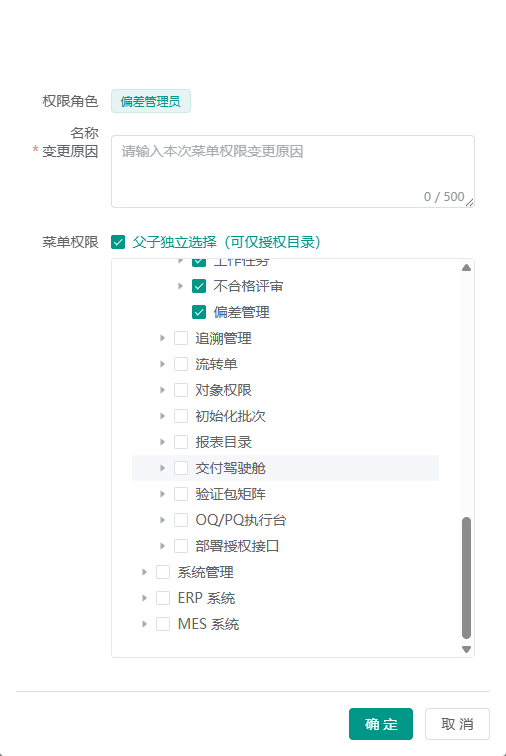 权限角色 偏差管理员
名称
* 变更原因 请输入本次菜单权限变更原因
0 / 500
菜单权限 父子独立选择（可仅授权目录）
工作任务
不合格评审
偏差管理
追溯管理
流转单
对象权限
初始化批次
报表目录
交付驾驶舱
验证包矩阵
OQ/PQ执行台
部署授权接口
系统管理
ERP 系统
MES 系统
确 定 取 消